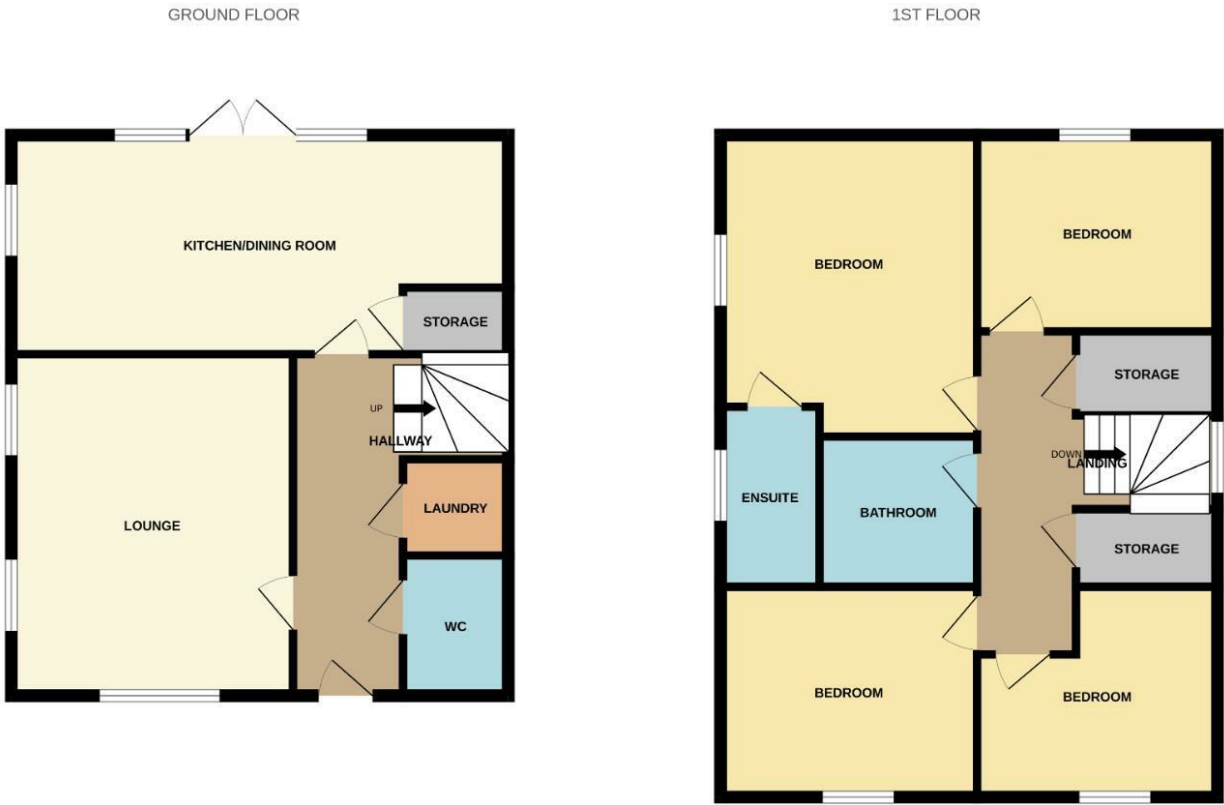 GROUND FLOOR
KITCHEN/DINING ROOM
STORAGE
UP
HALLWAY
LAUNDRY
LOUNGE
WC
1ST FLOOR
BEDROOM
BEDROOM
STORAGE
DOWN
LANDING
ENSUITE
BATHROOM
STORAGE
BEDROOM
BEDROOM